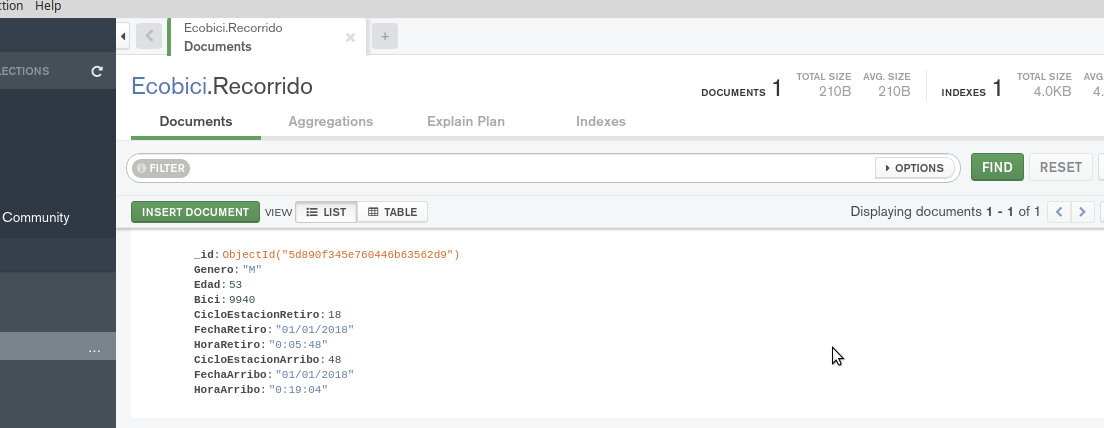 ction Help
Ecobici.Recorrido
Documents
LECTIONS
Ecobici.Recorrido
DOCUMENTS 1 TOTAL SIZE 210B AVG. SIZE 210B INDEXES 1 TOTAL SIZE 4.0KB AVG. 4.
Documents Aggregations Explain Plan Indexes
FILTER OPTIONS FIND RESET
INSERT DOCUMENT VIEW LIST TABLE Displaying documents 1 - 1 of 1
Community
_id: ObjectId("5d890f345e760446b63562d9")
Genero: "M"
Edad: 53
Bici: 9940
CicloEstacionRetiro: 18
FechaRetiro: "01/01/2018"
HoraRetiro: "0:05:48"
CicloEstacionArribo: 48
...
FechaArribo: "01/01/2018"
HoraArribo: "0:19:04"